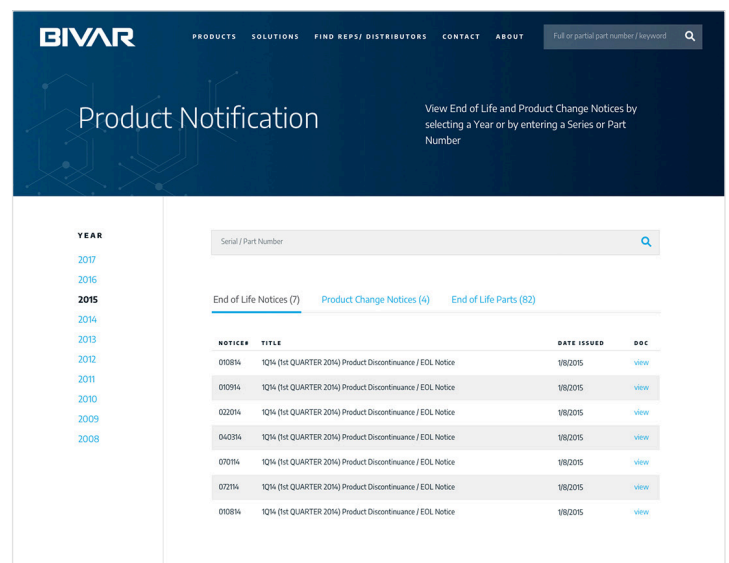 BIVAR
PRODUCTS SOLUTIONS FIND REPS/ DISTRIBUTORS CONTACT ABOUT Full or partial part number / keyword
Product Notification
View End of Life and Product Change Notices by
selecting a Year or by entering a Series or Part
Number
YEAR
2017
2016
2015
2014
2013
2012
2011
2010
2009
2008
Serial / Part Number
End of Life Notices (7) Product Change Notices (4) End of Life Parts (82)
NOTICE# TITLE DATE ISSUED DOC
010814 1Q14 (1st QUARTER 2014) Product Discontinuance / EOL Notice 1/8/2015 view
010914 1Q14 (1st QUARTER 2014) Product Discontinuance / EOL Notice 1/8/2015 view
022014 1Q14 (1st QUARTER 2014) Product Discontinuance / EOL Notice 1/8/2015 view
040314 1Q14 (1st QUARTER 2014) Product Discontinuance / EOL Notice 1/8/2015 view
070114 1Q14 (1st QUARTER 2014) Product Discontinuance / EOL Notice 1/8/2015 view
072114 1Q14 (1st QUARTER 2014) Product Discontinuance / EOL Notice 1/8/2015 view
010814 1Q14 (1st QUARTER 2014) Product Discontinuance / EOL Notice 1/8/2015 view